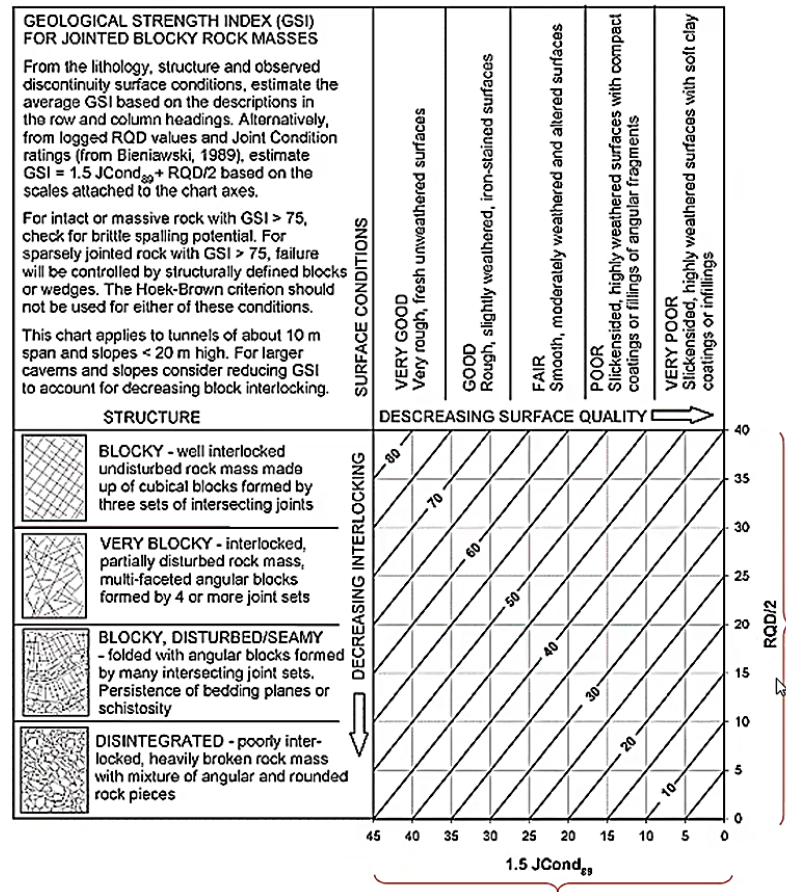 GEOLOGICAL STRENGTH INDEX (GSI)
FOR JOINTED BLOCKY ROCK MASSES
From the lithology, structure and observed
discontinuity surface conditions, estimate the
average GSI based on the descriptions in
the row and column headings. Alternatively,
from logged RQD values and Joint Condition
ratings (from Bieniawski, 1989), estimate
GSI = 1.5 JCond89 + RQD/2 based on the
scales attached to the chart axes.
For intact or massive rock with GSI > 75,
check for brittle spalling potential. For
sparsely jointed rock with GSI > 75, failure
will be controlled by structurally defined blocks
or wedges. The Hoek-Brown criterion should
not be used for either of these conditions.
This chart applies to tunnels of about 10 m
span and slopes < 20 m high. For larger
caverns and slopes consider reducing GSI
to account for decreasing block interlocking.
SURFACE CONDITIONS
VERY GOOD
Very rough, fresh unweathered surfaces
GOOD
Rough, slightly weathered, iron-stained surfaces
FAIR
Smooth, moderately weathered and altered surfaces
POOR
Slickensided, highly weathered surfaces with compact
coatings or fillings of angular fragments
VERY POOR
Slickensided, highly weathered surfaces with soft clay
coatings or infillings
STRUCTURE
DESCREASING SURFACE QUALITY
BLOCKY - well interlocked
undisturbed rock mass made
up of cubical blocks formed by
three sets of intersecting joints
VERY BLOCKY - interlocked,
partially disturbed rock mass,
multi-faceted angular blocks
formed by 4 or more joint sets
BLOCKY, DISTURBED/SEAMY
- folded with angular blocks formed
by many intersecting joint sets.
Persistence of bedding planes or
schistosity
DISINTEGRATED - poorly inter-
locked, heavily broken rock mass
with mixture of angular and rounded
rock pieces
DECREASING INTERLOCKING
80
70
60
50
40
30
20
10
40
35
30
25
20
15
10
5
0
RQD/2
45 40 35 30 25 20 15 10 5 0
1.5 JCond89